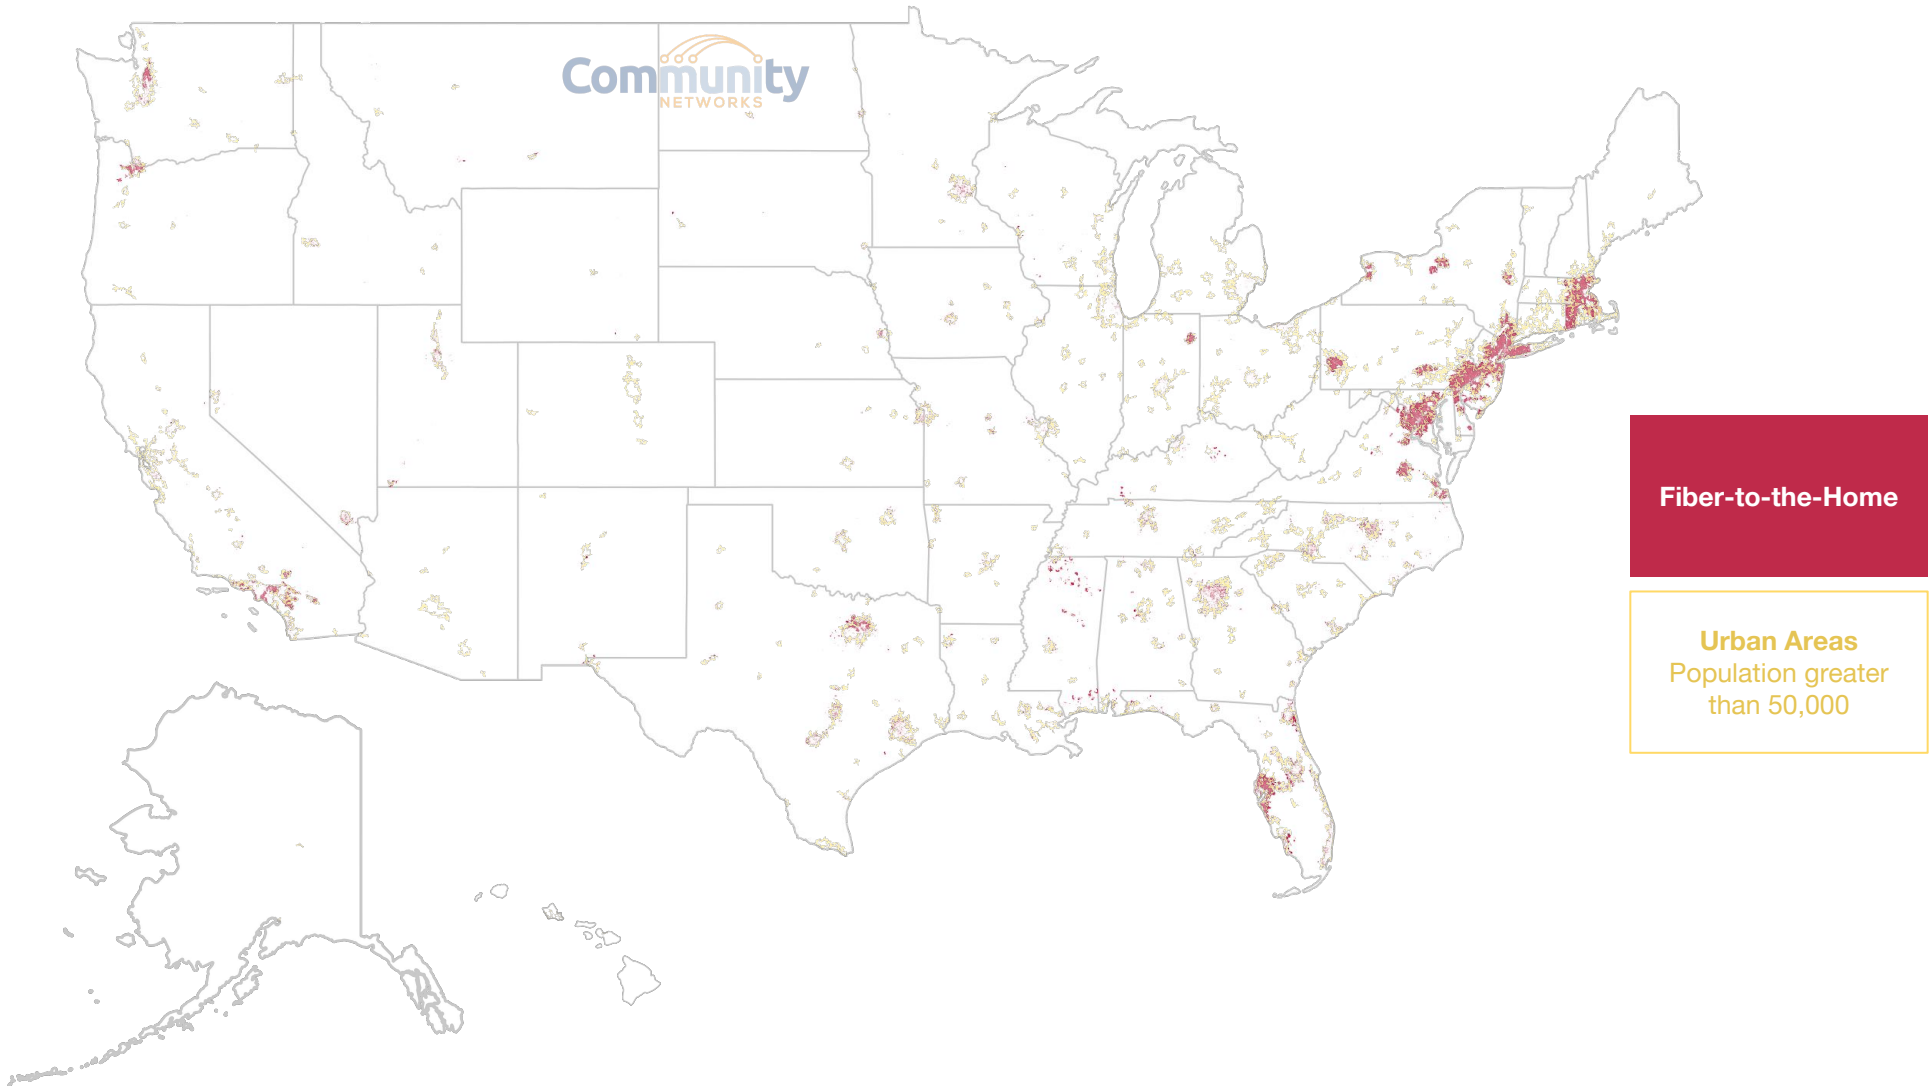 Community
NETWORKS
Fiber-to-the-Home
Urban Areas
Population greater
than 50,000